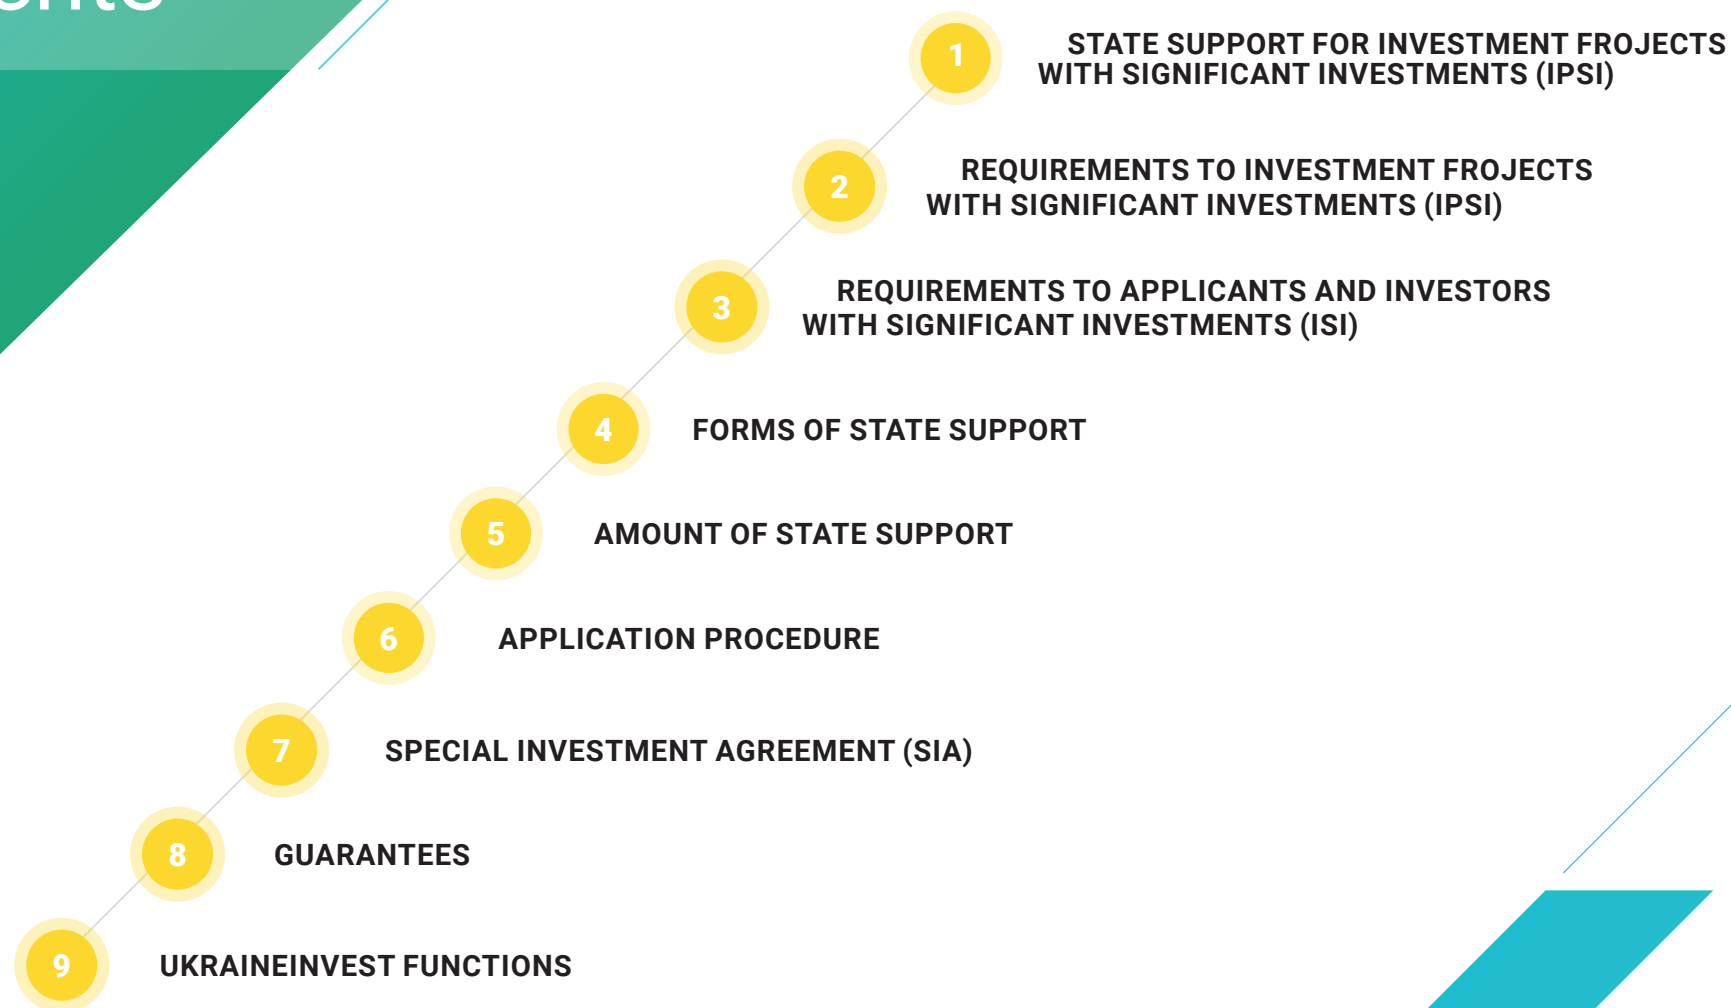 1
STATE SUPPORT FOR INVESTMENT FROJECTS
WITH SIGNIFICANT INVESTMENTS (IPSI)
2
REQUIREMENTS TO INVESTMENT FROJECTS
WITH SIGNIFICANT INVESTMENTS (IPSI)
3
REQUIREMENTS TO APPLICANTS AND INVESTORS
WITH SIGNIFICANT INVESTMENTS (ISI)
4
FORMS OF STATE SUPPORT
5
AMOUNT OF STATE SUPPORT
6
APPLICATION PROCEDURE
7
SPECIAL INVESTMENT AGREEMENT (SIA)
8
GUARANTEES
9
UKRAINEINVEST FUNCTIONS